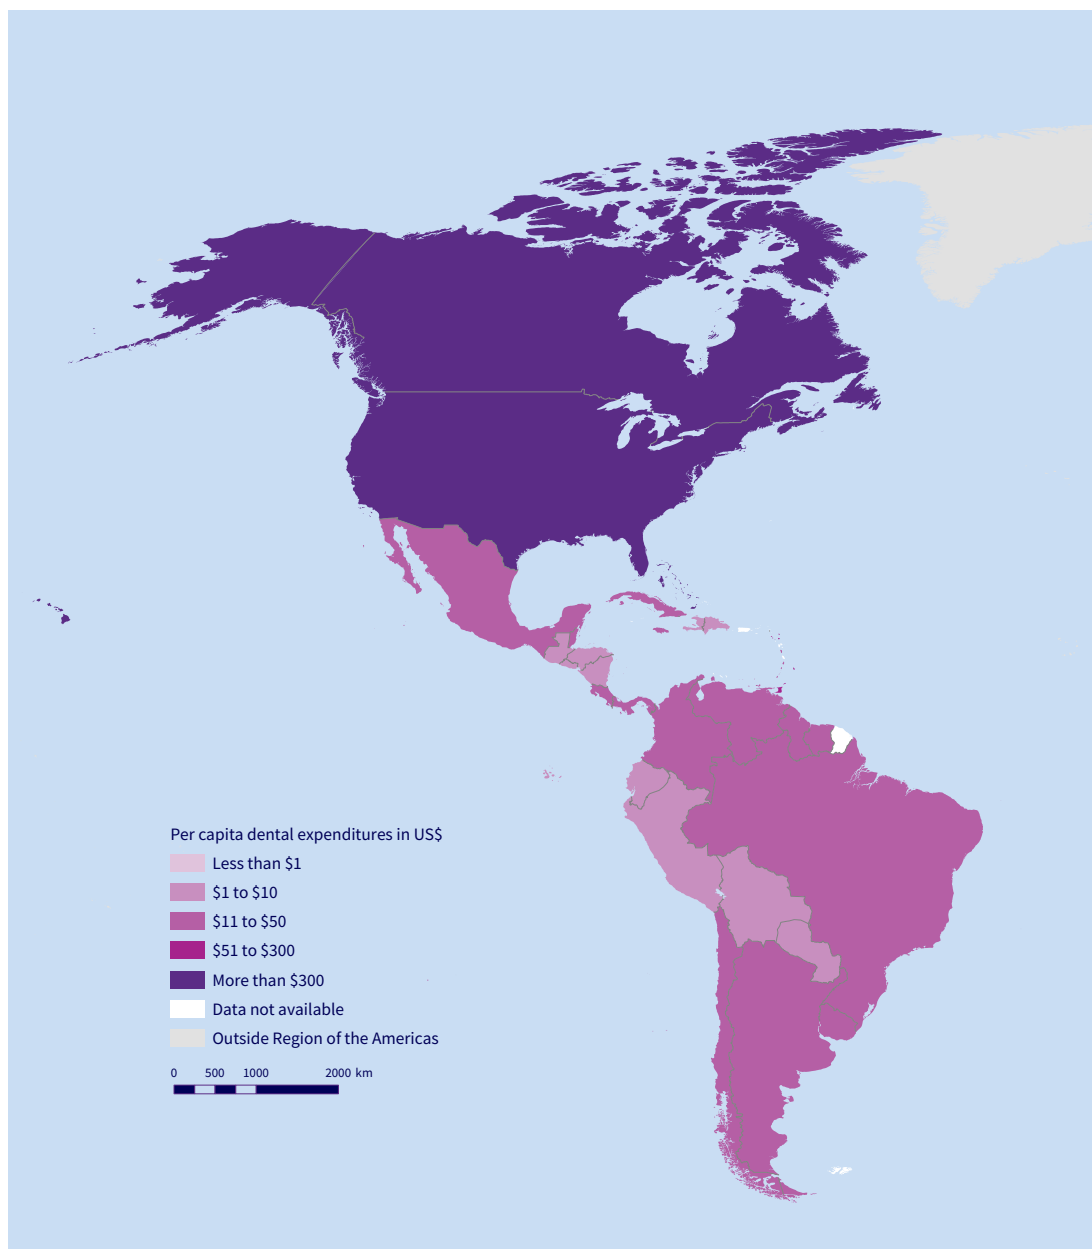 Per capita dental expenditures in US$
Less than $1
$1 to $10
$11 to $50
$51 to $300
More than $300
Data not available
Outside Region of the Americas
0 500 1000 2000 km